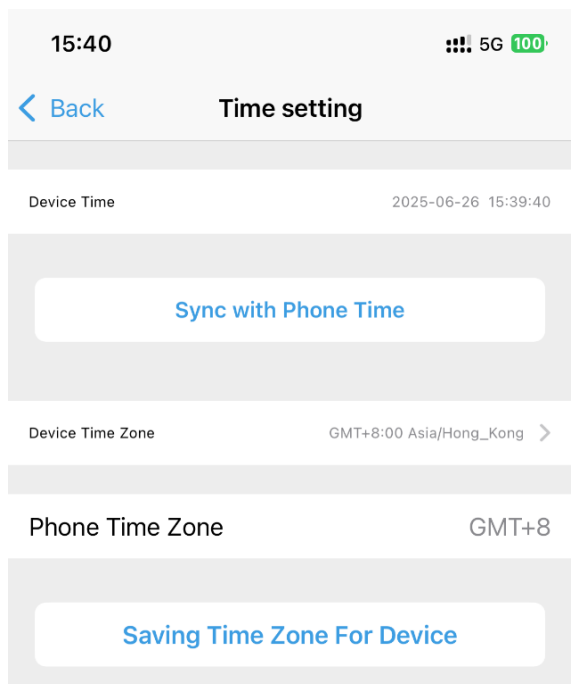 15:40 5G 100
Back Time setting
Device Time 2025-06-26 15:39:40
Sync with Phone Time
Device Time Zone GMT+8:00 Asia/Hong_Kong
Phone Time Zone GMT+8
Saving Time Zone For Device